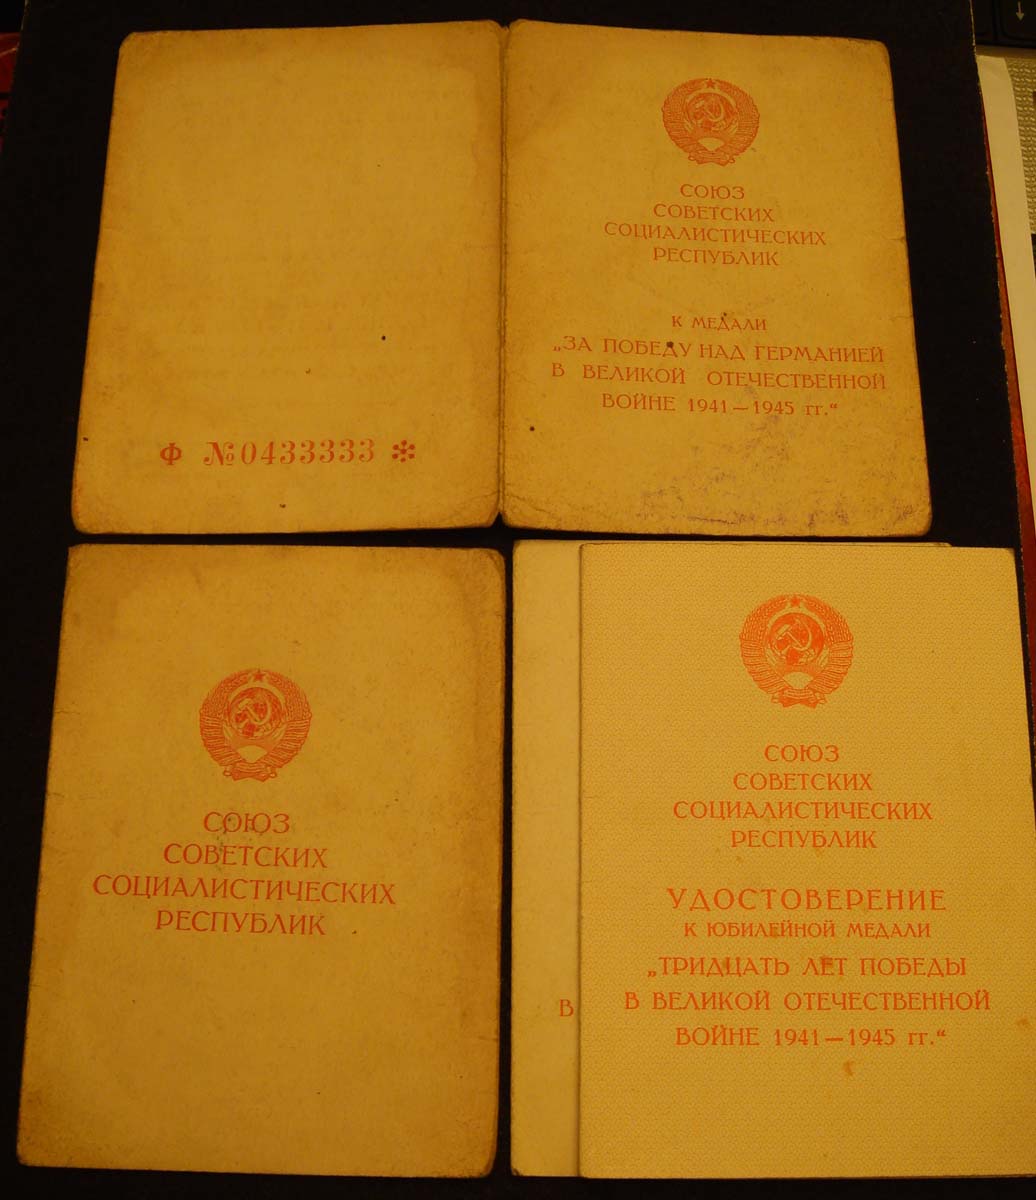 СОЮЗ
СОВЕТСКИХ
СОЦИАЛИСТИЧЕСКИХ
РЕСПУБЛИК
К МЕДАЛИ
„ЗА ПОБЕДУ НАД ГЕРМАНИЕЙ
В ВЕЛИКОЙ ОТЕЧЕСТВЕННОЙ
ВОЙНЕ 1941—1945 гг.“
Ф №0433333 *
СОЮЗ
СОВЕТСКИХ
СОЦИАЛИСТИЧЕСКИХ
РЕСПУБЛИК
В
СОЮЗ
СОВЕТСКИХ
СОЦИАЛИСТИЧЕСКИХ
РЕСПУБЛИК
УДОСТОВЕРЕНИЕ
К ЮБИЛЕЙНОЙ МЕДАЛИ
„ТРИДЦАТЬ ЛЕТ ПОБЕДЫ
В ВЕЛИКОЙ ОТЕЧЕСТВЕННОЙ
ВОЙНЕ 1941—1945 гг.“